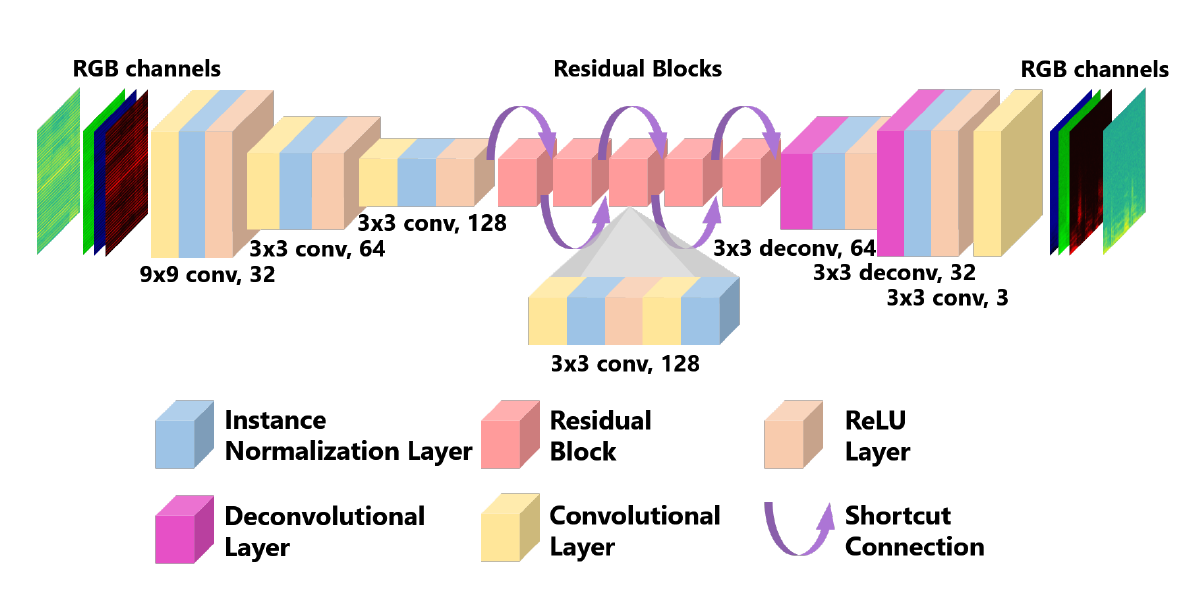 RGB channels
Residual Blocks
RGB channels
3x3 conv, 128
3x3 conv, 64
9x9 conv, 32
3x3 deconv, 64
3x3 deconv, 32
3x3 conv, 3
3x3 conv, 128
Instance
Normalization Layer
Residual
Block
ReLU
Layer
Deconvolutional
Layer
Convolutional
Layer
Shortcut
Connection